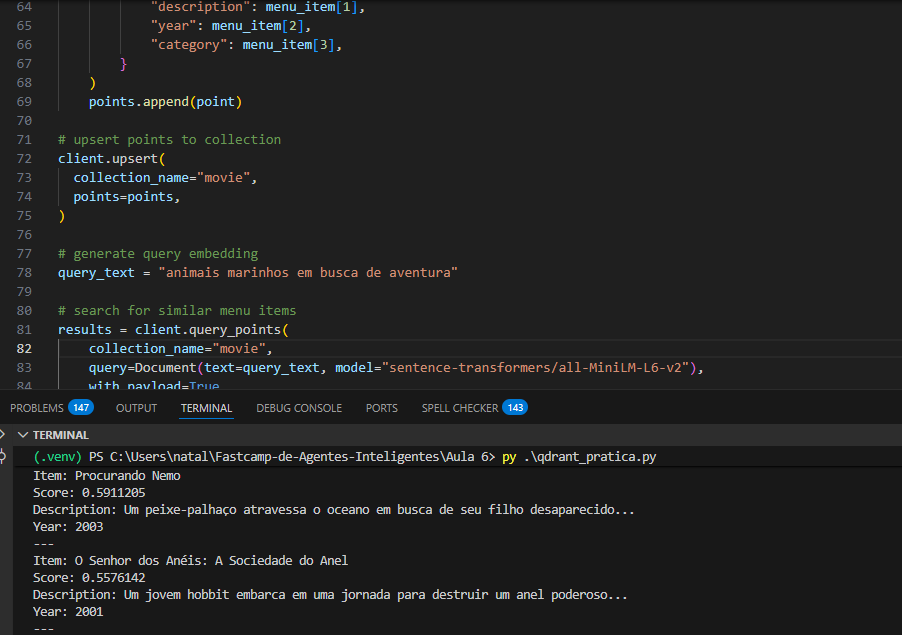 64 "description": menu_item[1],
65 "year": menu_item[2],
66 "category": menu_item[3],
67 }
68 )
69 points.append(point)
70
71 # upsert points to collection
72 client.upsert(
73 collection_name="movie",
74 points=points,
75 )
76
77 # generate query embedding
78 query_text = "animais marinhos em busca de aventura"
79
80 # search for similar menu items
81 results = client.query_points(
82 collection_name="movie",
83 query=Document(text=query_text, model="sentence-transformers/all-MiniLM-L6-v2"),
84 with_payload=True
PROBLEMS 147 OUTPUT TERMINAL DEBUG CONSOLE PORTS SPELL CHECKER 143
TERMINAL
(.venv) PS C:\Users\natal\Fastcamp-de-Agentes-Inteligentes\Aula 6> py .\qdrant_pratica.py
Item: Procurando Nemo
Score: 0.5911205
Description: Um peixe-palhaço atravessa o oceano em busca de seu filho desaparecido...
Year: 2003
---
Item: O Senhor dos Anéis: A Sociedade do Anel
Score: 0.5576142
Description: Um jovem hobbit embarca em uma jornada para destruir um anel poderoso...
Year: 2001
---